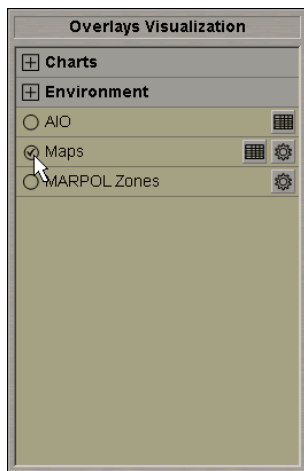 Overlays Visualization
Charts
Environment
AIO
Maps
MARPOL Zones